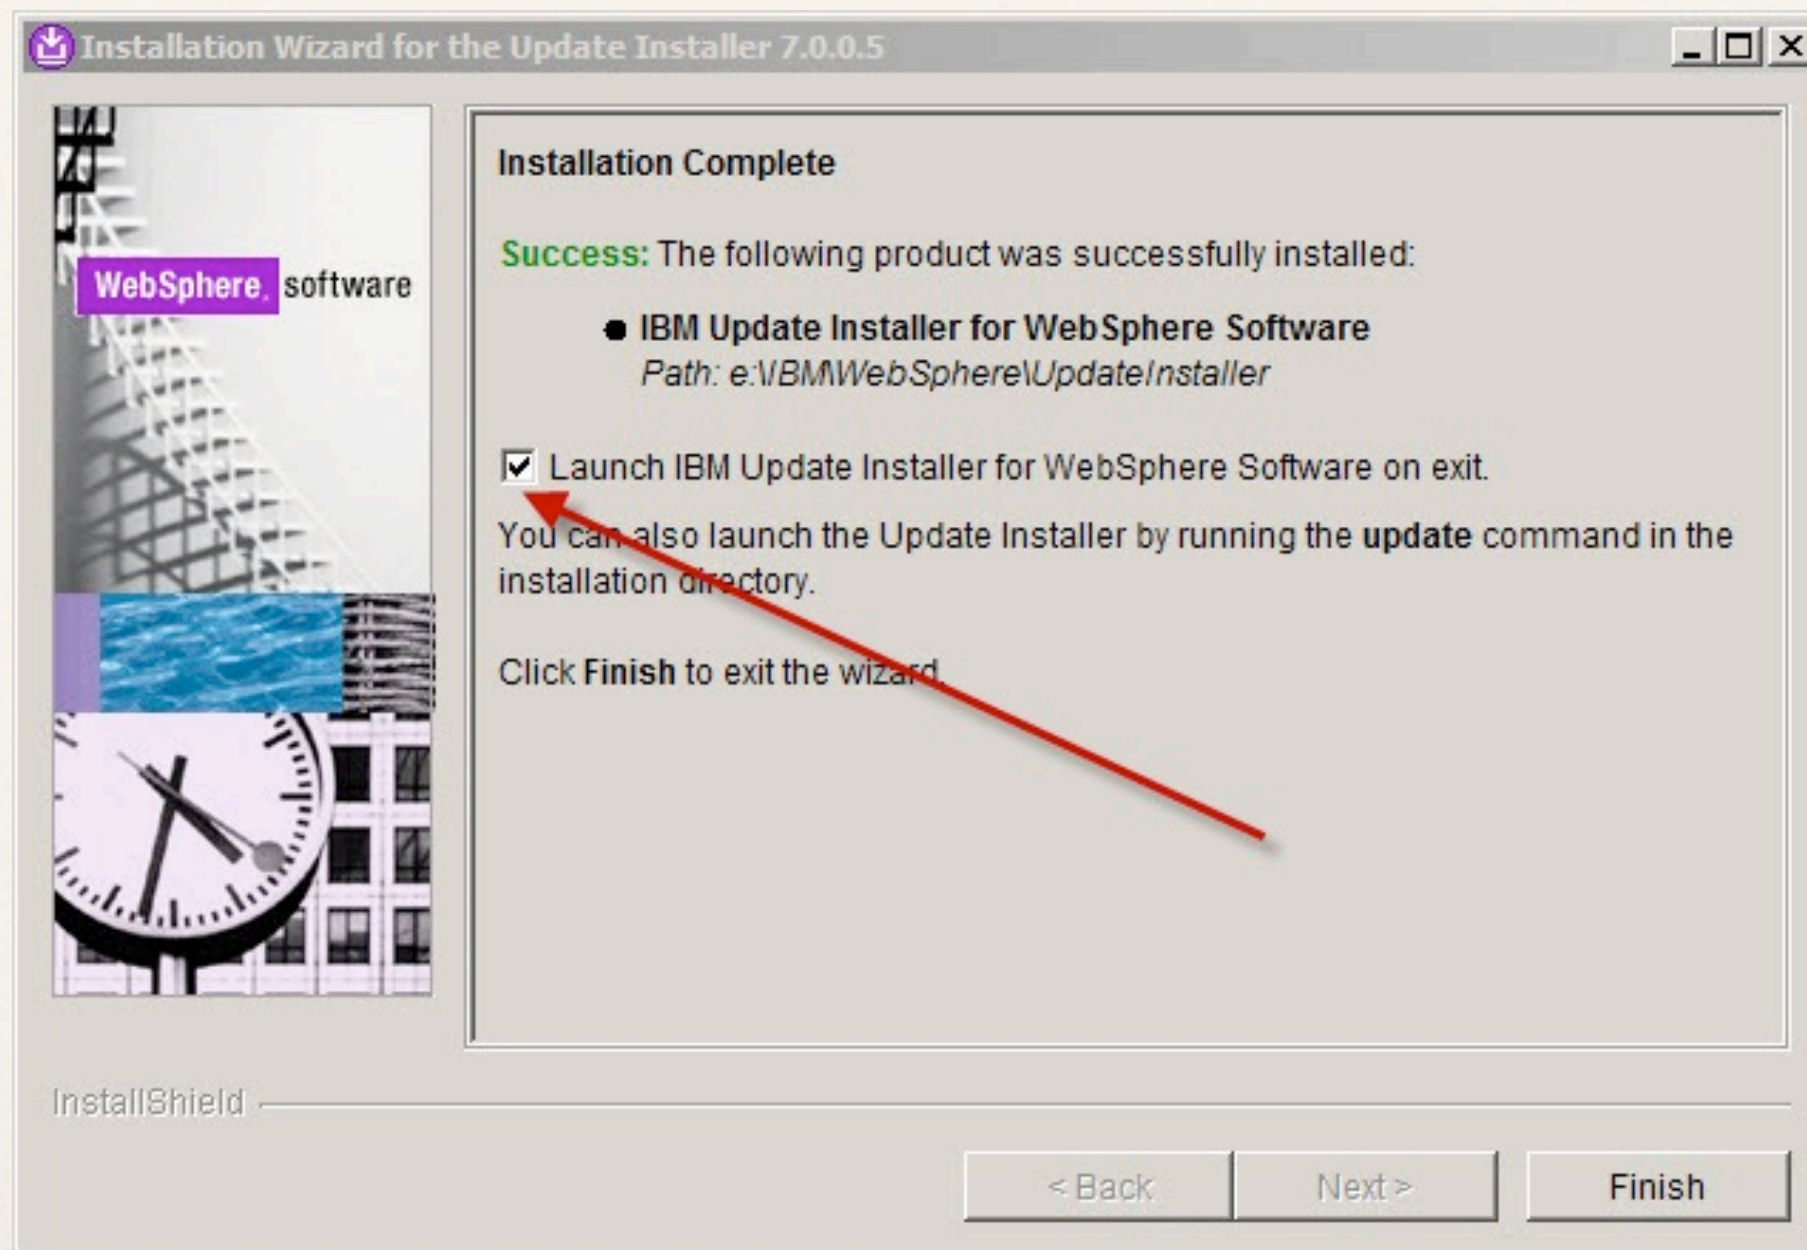 Installation Wizard for the Update Installer 7.0.0.5
WebSphere. software
Installation Complete
Success: The following product was successfully installed:
IBM Update Installer for WebSphere Software
Path: e:\IBM\WebSphere\UpdateInstaller
Launch IBM Update Installer for WebSphere Software on exit.
You can also launch the Update Installer by running the update command in the
installation directory.
Click Finish to exit the wizard.
InstallShield
< Back
Next >
Finish